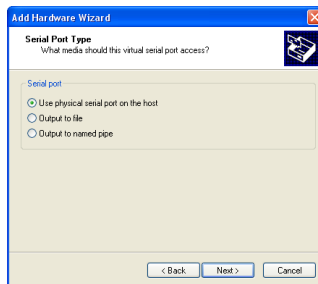 Add Hardware Wizard
Serial Port Type
What media should this virtual serial port access?
Serial port
Use physical serial port on the host
Output to file
Output to named pipe
< Back
Next >
Cancel